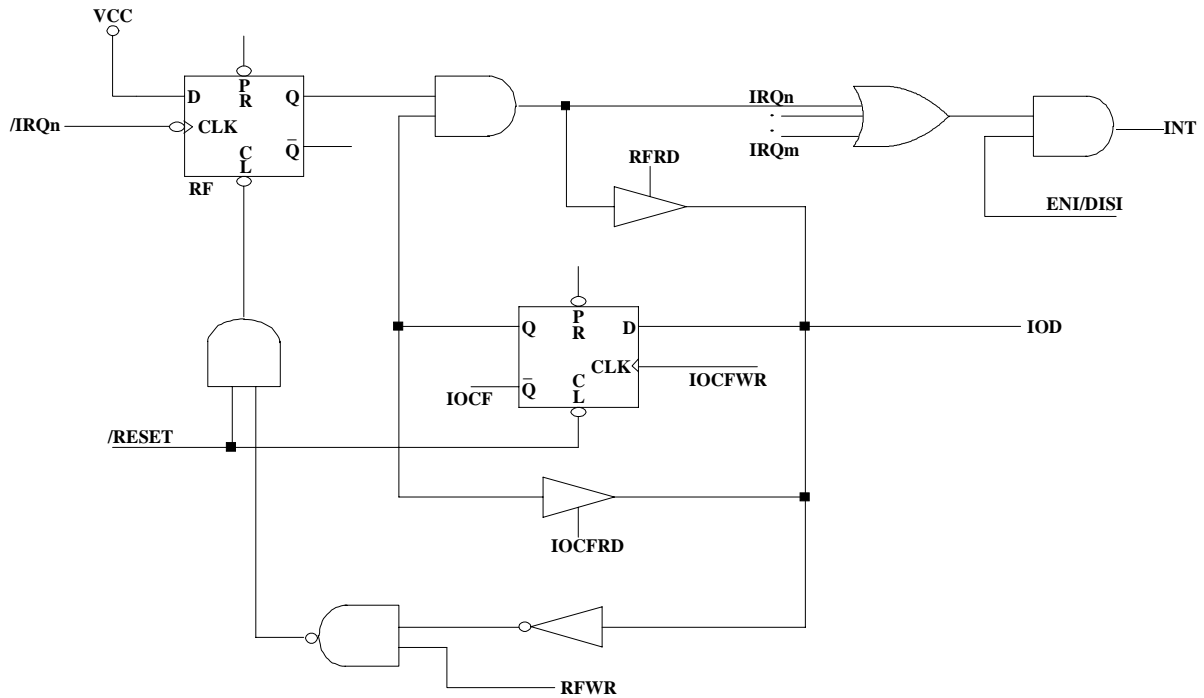 VCC
P
R
D
Q
/IRQn
CLK
C
L
Q̅
RF
IRQn
IRQm
INT
RFRD
ENI/DISI
P
R
Q
D
IOD
CLK
IOCFWR
C
L
Q̅
IOCF
/RESET
IOCFRD
RFWR